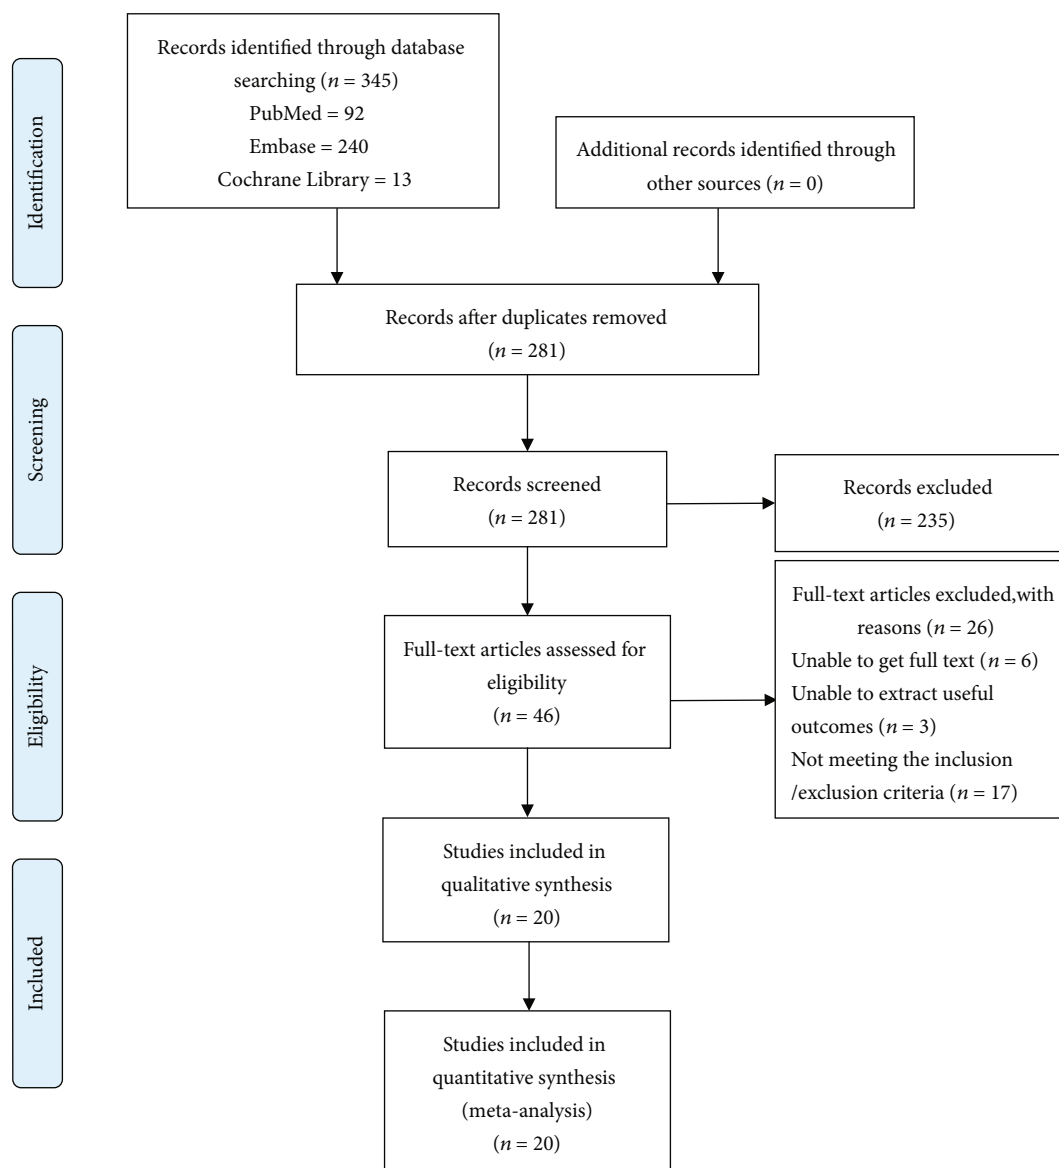 Identification
Records identified through database
searching (n = 345)
PubMed = 92
Embase = 240
Cochrane Library = 13
Additional records identified through
other sources (n = 0)
Records after duplicates removed
(n = 281)
Screening
Records screened
(n = 281)
Records excluded
(n = 235)
Eligibility
Full-text articles assessed for
eligibility
(n = 46)
Full-text articles excluded,with
reasons (n = 26)
Unable to get full text (n = 6)
Unable to extract useful
outcomes (n = 3)
Not meeting the inclusion
/exclusion criteria (n = 17)
Included
Studies included in
qualitative synthesis
(n = 20)
Studies included in
quantitative synthesis
(meta-analysis)
(n = 20)